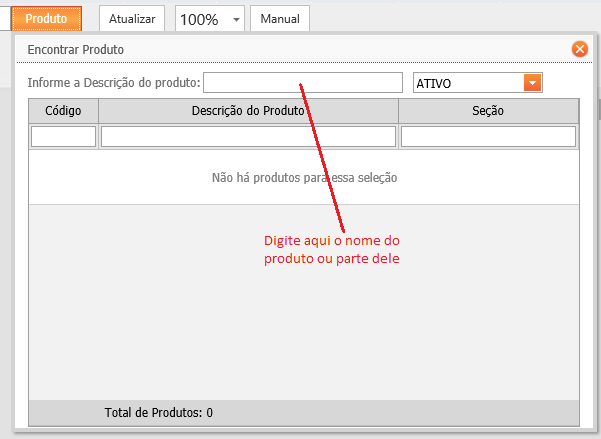 Produto Atualizar 100% Manual
Encontrar Produto
Informe a Descrição do produto: ATIVO
Código Descrição do Produto Seção
Não há produtos para essa seleção
Digite aqui o nome do
produto ou parte dele
Total de Produtos: 0